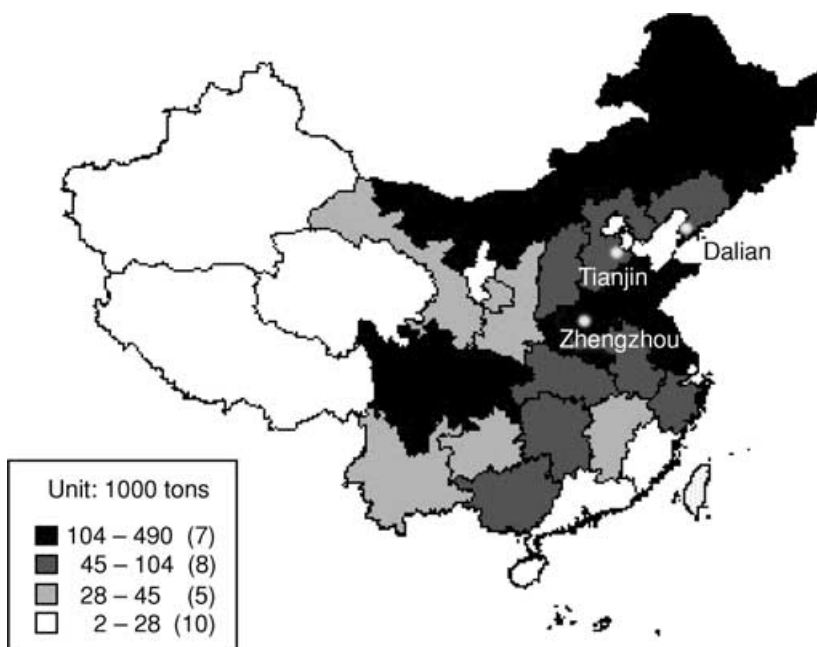 Dalian
Tianjin
Zhengzhou
Unit: 1000 tons
104 – 490 (7)
45 – 104 (8)
28 – 45 (5)
2 – 28 (10)